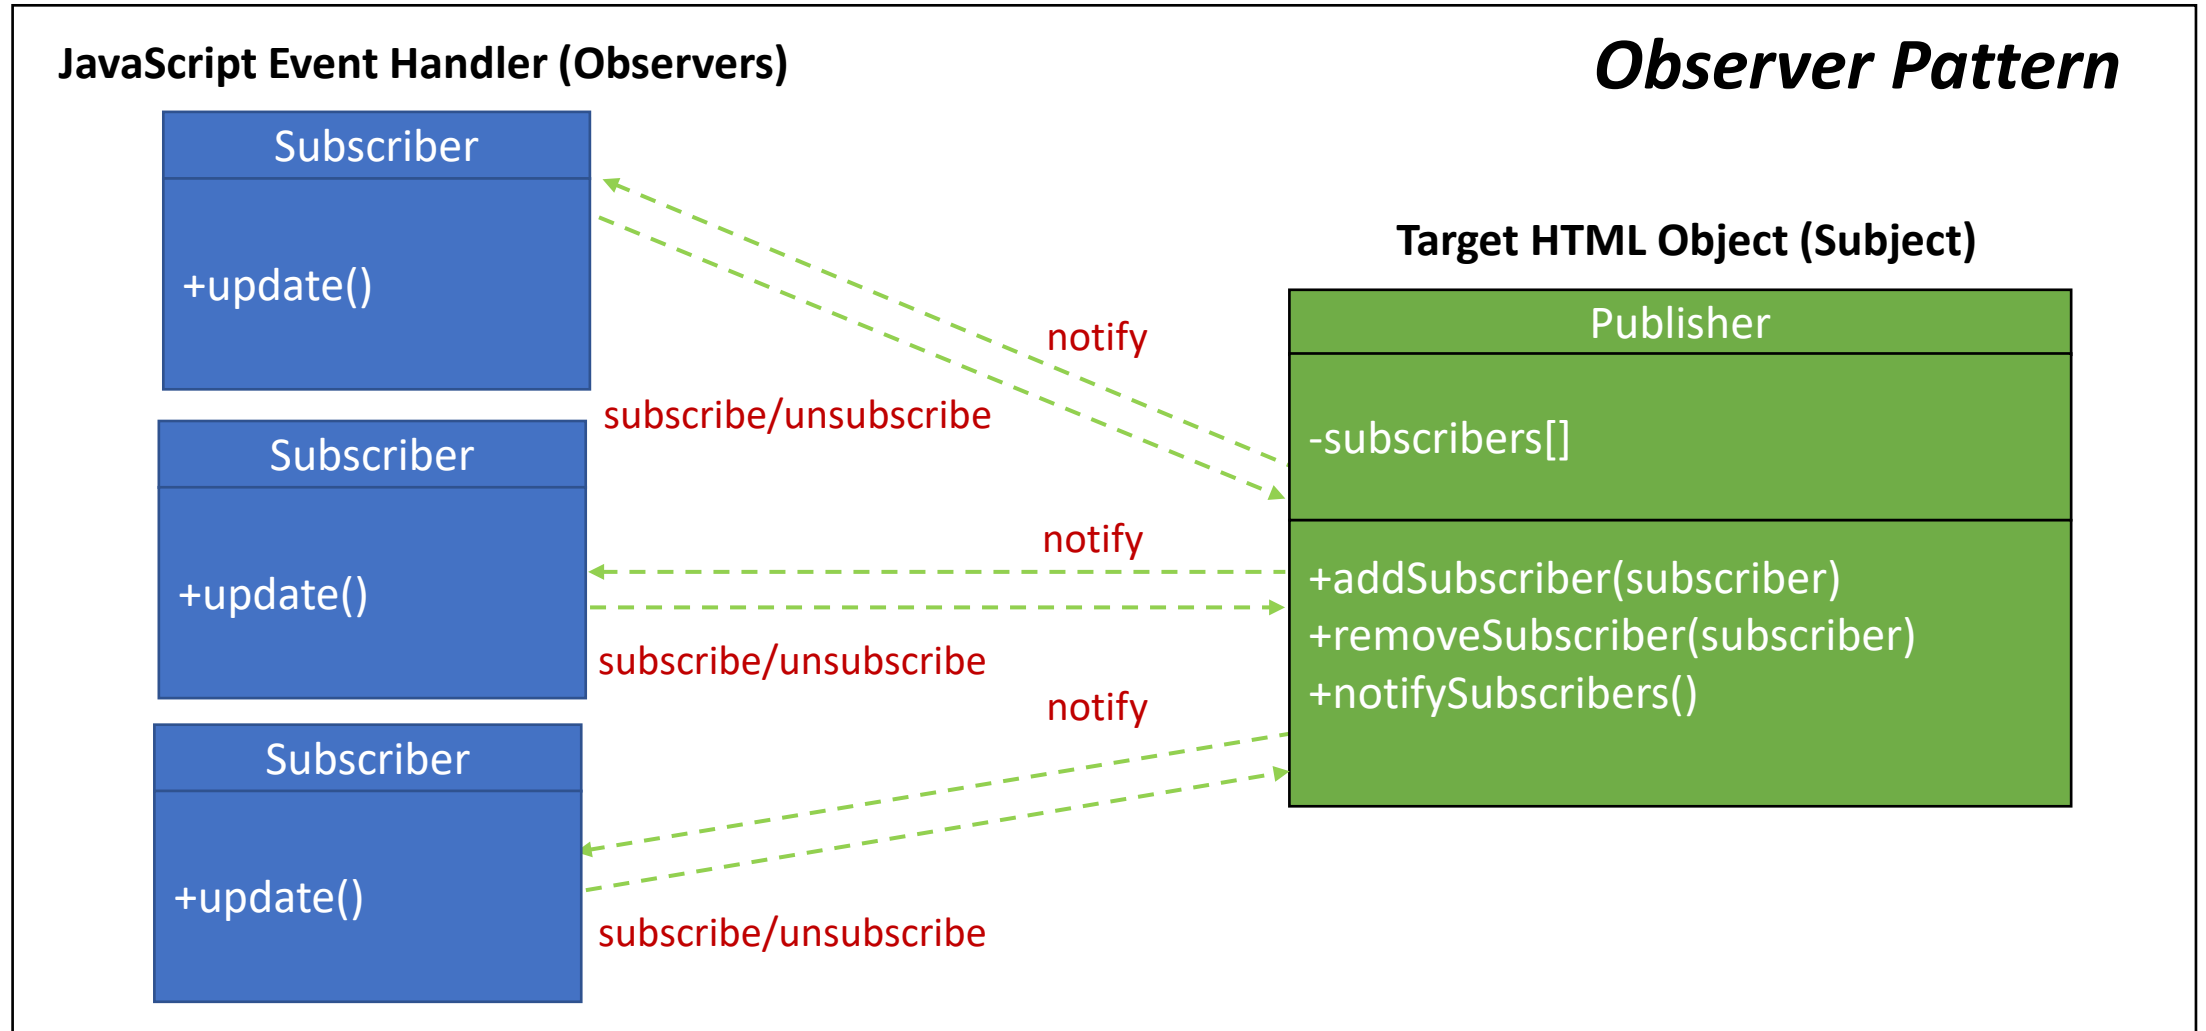 JavaScript Event Handler (Observers)
Observer Pattern
Subscriber
+update()
Target HTML Object (Subject)
Publisher
-subscribers[]
+addSubscriber(subscriber)
+removeSubscriber(subscriber)
+notifySubscribers()
notify
subscribe/unsubscribe
Subscriber
+update()
notify
subscribe/unsubscribe
Subscriber
+update()
notify
subscribe/unsubscribe